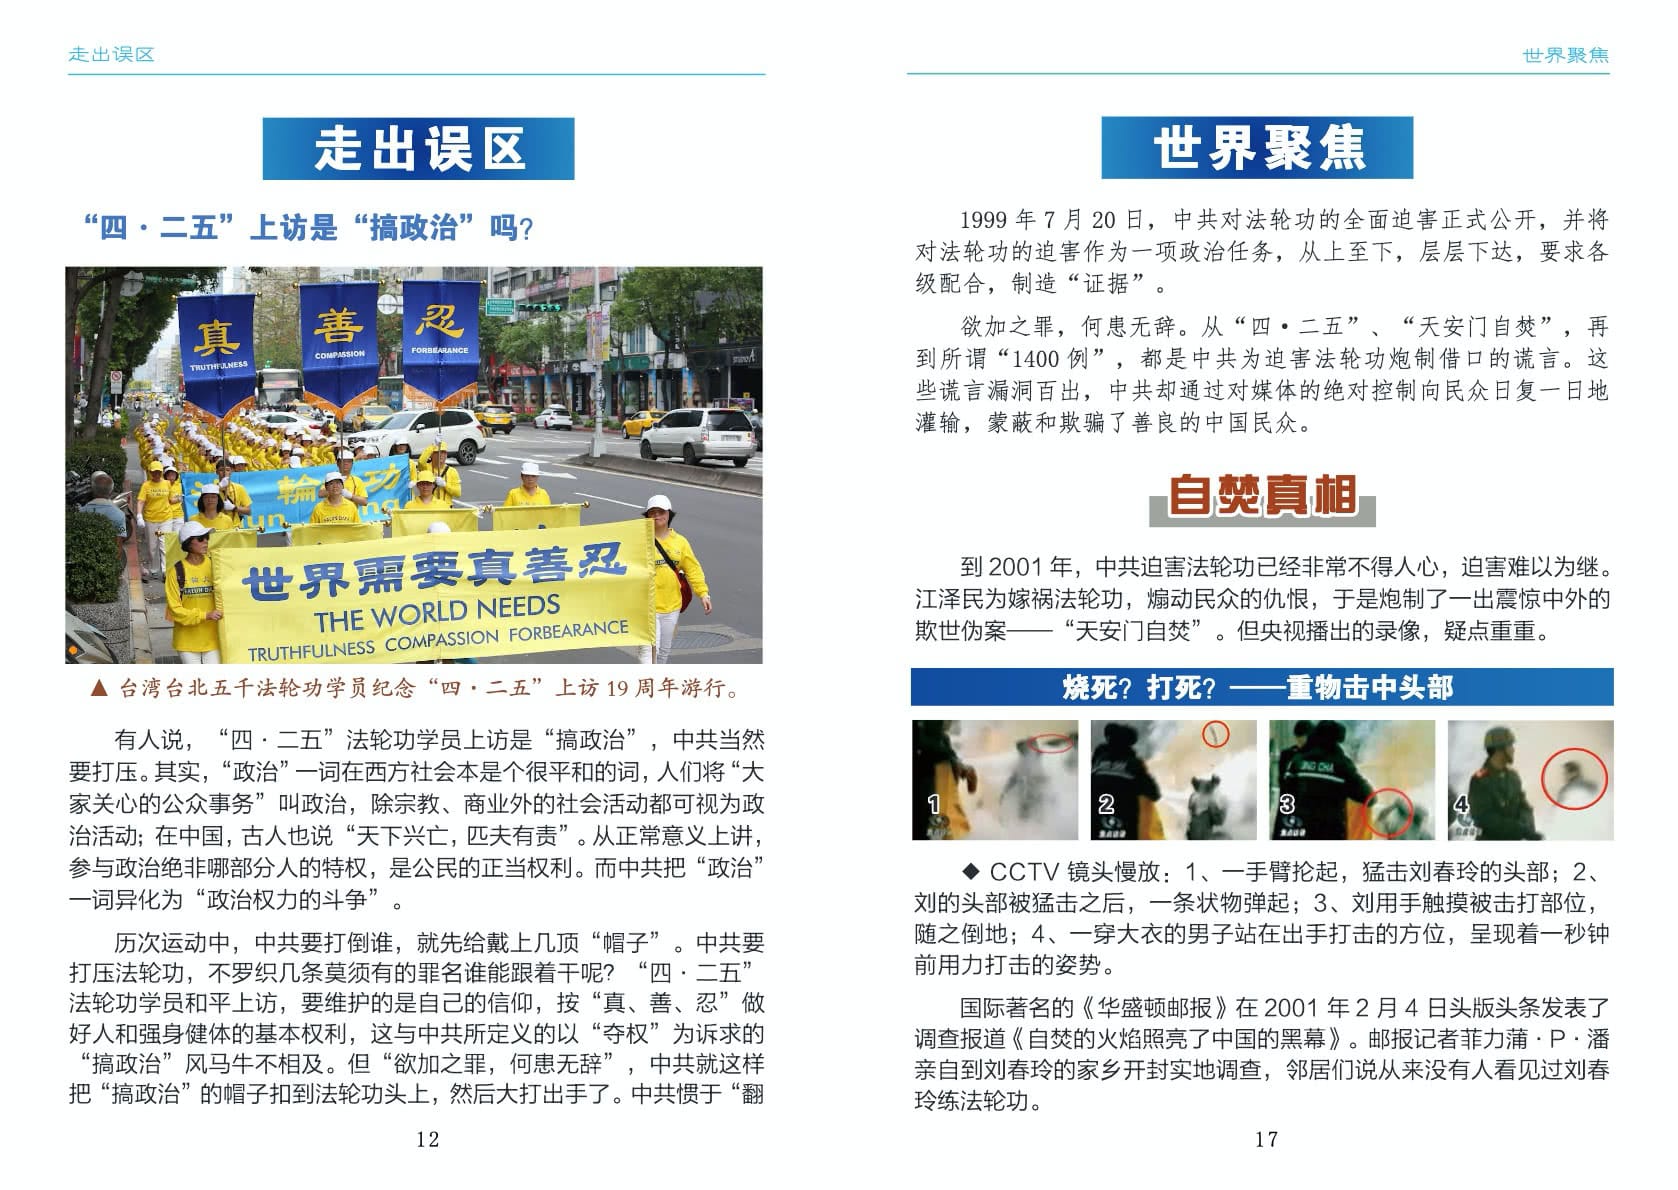 走出误区
走出误区
“四·二五”上访是“搞政治”吗？
真
TRUTHFULNESS
善
COMPASSION
忍
FORBEARANCE
轮 功
世界需要真善忍
THE WORLD NEEDS
TRUTHFULNESS COMPASSION FORBEARANCE
▲ 台湾台北五千法轮功学员纪念“四·二五”上访 19 周年游行。
有人说，“四·二五”法轮功学员上访是“搞政治”，中共当然
要打压。其实，“政治”一词在西方社会本是个很平和的词，人们将“大
家关心的公众事务”叫政治，除宗教、商业外的社会活动都可视为政
治活动；在中国，古人也说“天下兴亡，匹夫有责”。从正常意义上讲，
参与政治绝非哪部分人的特权，是公民的正当权利。而中共把“政治”
一词异化为“政治权力的斗争”。
历次运动中，中共要打倒谁，就先给戴上几顶“帽子”。中共要
打压法轮功，不罗织几条莫须有的罪名谁能跟着干呢？“四·二五”
法轮功学员和平上访，要维护的是自己的信仰，按“真、善、忍”做
好人和强身健体的基本权利，这与中共所定义的以“夺权”为诉求的
“搞政治”风马牛不相及。但“欲加之罪，何患无辞”，中共就这样
把“搞政治”的帽子扣到法轮功头上，然后大打出手了。中共惯于“翻
12
世界聚焦
世界聚焦
1999 年 7 月 20 日，中共对法轮功的全面迫害正式公开，并将
对法轮功的迫害作为一项政治任务，从上至下，层层下达，要求各
级配合，制造“证据”。
欲加之罪，何患无辞。从“四·二五”、“天安门自焚”，再
到所谓“1400 例”，都是中共为迫害法轮功炮制借口的谎言。这
些谎言漏洞百出，中共却通过对媒体的绝对控制向民众日复一日地
灌输，蒙蔽和欺骗了善良的中国民众。
自焚真相
到 2001 年，中共迫害法轮功已经非常不得人心，迫害难以为继。
江泽民为嫁祸法轮功，煽动民众的仇恨，于是炮制了一出震惊中外的
欺世伪案——“天安门自焚”。但央视播出的录像，疑点重重。
烧死？打死？——重物击中头部
1
2
3
4
◆ CCTV 镜头慢放：1、一手臂抡起，猛击刘春玲的头部；2、
刘的头部被猛击之后，一条状物弹起；3、刘用手触摸被击打部位，
随之倒地；4、一穿大衣的男子站在出手打击的方位，呈现着一秒钟
前用力打击的姿势。
国际著名的《华盛顿邮报》在 2001 年 2 月 4 日头版头条发表了
调查报道《自焚的火焰照亮了中国的黑幕》。邮报记者菲力蒲·P·潘
亲自到刘春玲的家乡开封实地调查，邻居们说从来没有人看见过刘春
玲练法轮功。
17